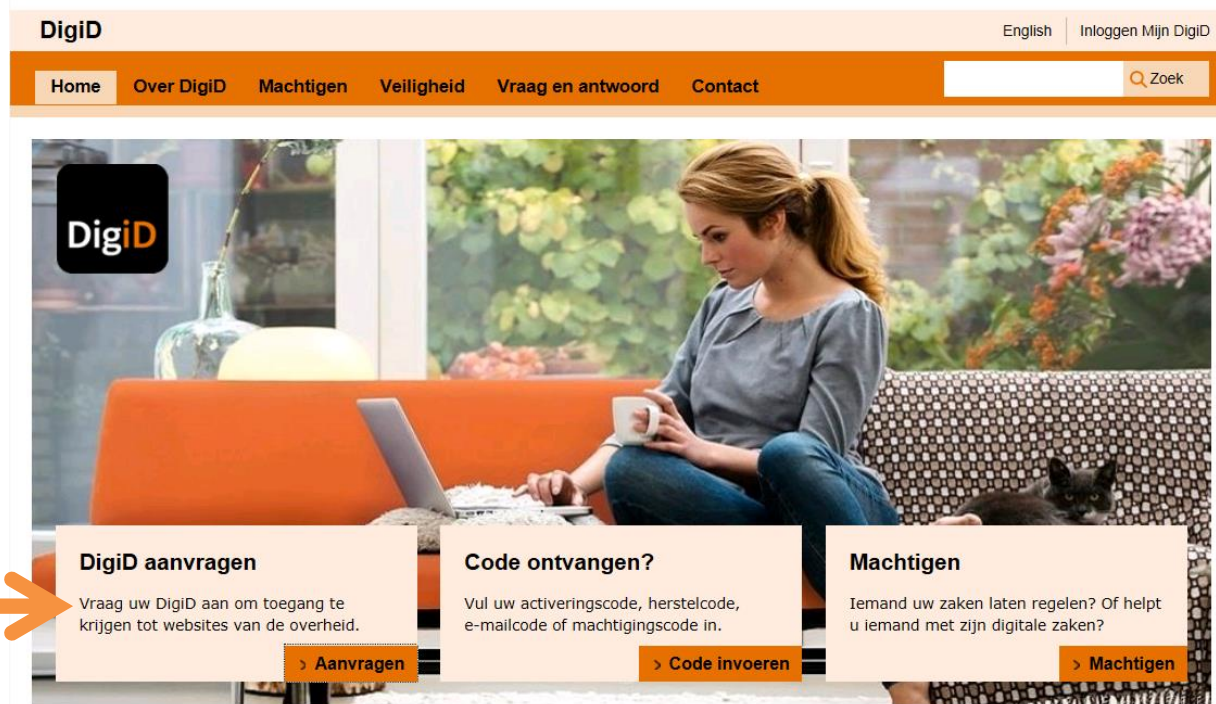 DigiD
English
Inloggen Mijn DigiD
Home
Over DigiD
Machtigen
Veiligheid
Vraag en antwoord
Contact
Zoek
DigiD
DigiD aanvragen
Vraag uw DigiD aan om toegang te
krijgen tot websites van de overheid.
Aanvragen
Code ontvangen?
Vul uw activeringscode, herstelcode,
e-mailcode of machtigingscode in.
Code invoeren
Machtigen
Iemand uw zaken laten regelen? Of helpt
u iemand met zijn digitale zaken?
Machtigen